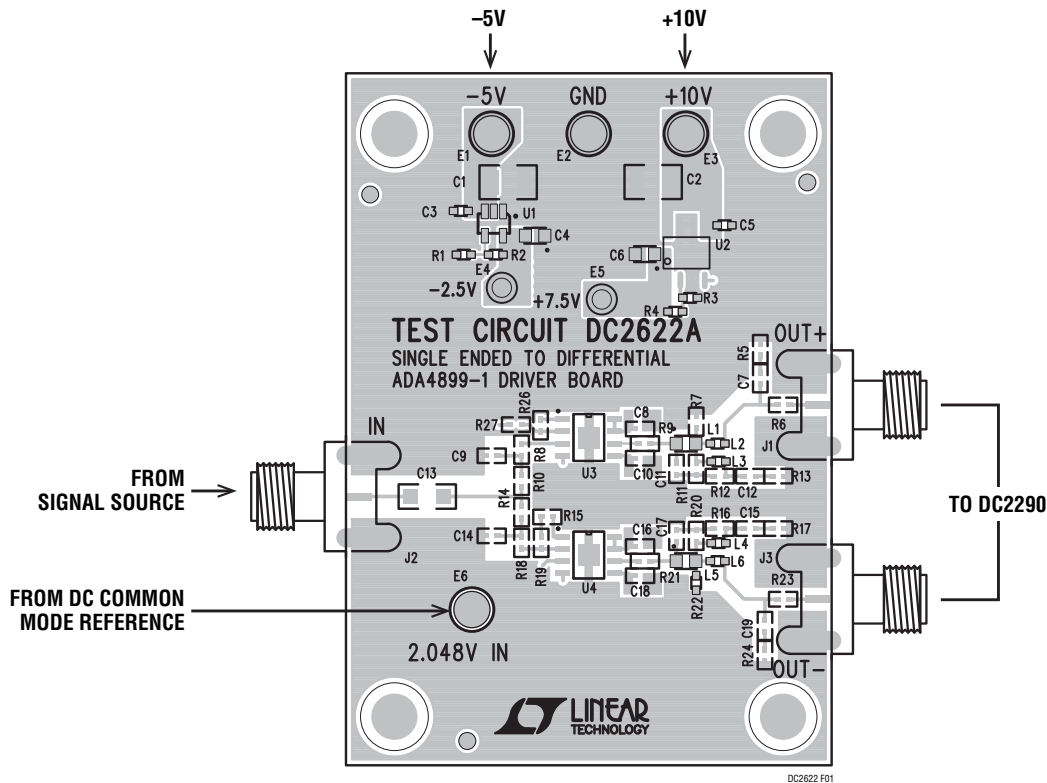 –5V
+10V
-5V
GND
+10V
E1
E2
E3
C1
C2
C3
U1
C4
C5
U2
C6
R1
R2
E4
E5
-2.5V
+7.5V
R3
R4
TEST CIRCUIT DC2622A
SINGLE ENDED TO DIFFERENTIAL
ADA4899-1 DRIVER BOARD
OUT+
R5
C7
R6
J1
R26
R27
R7
C8
R9
L1
L2
L3
IN
C9
R8
U3
C10
C11
R11
R20
R12
C12
R13
FROM
SIGNAL SOURCE
C13
R10
R14
R15
TO DC2290
C14
J2
R18
R19
U4
C16
C17
R16
C15
R17
L4
L6
R21
L5
C18
R22
J3
R23
FROM DC COMMON
MODE REFERENCE
E6
2.048V IN
C19
R24
OUT-
LINEAR
TECHNOLOGY
DC2622 F01